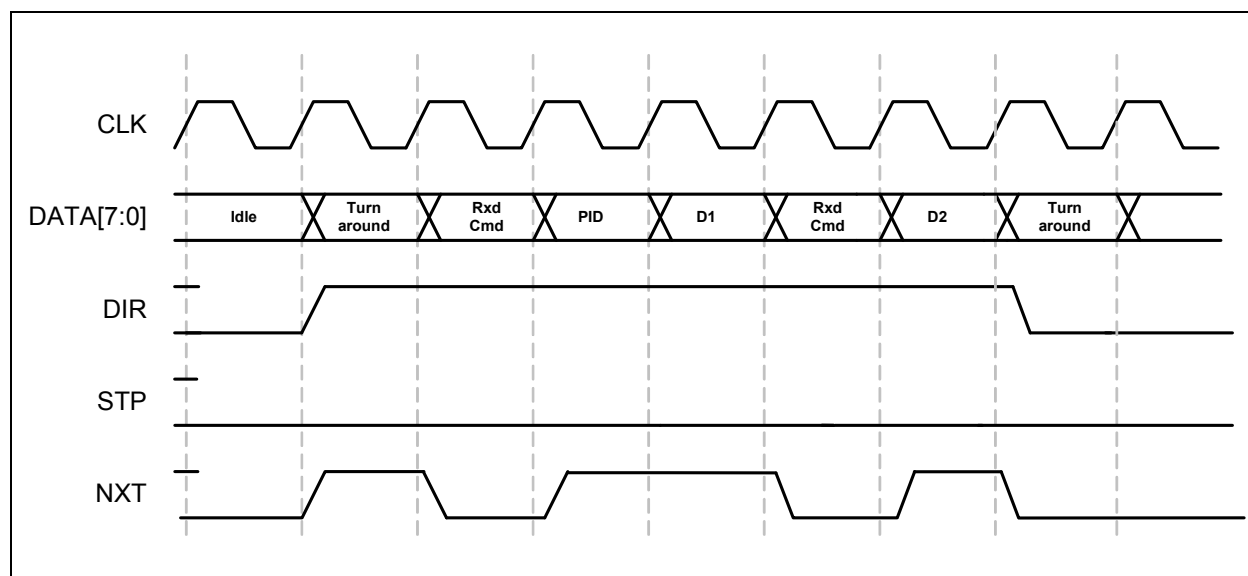 CLK
DATA[7:0]
Idle
Turn
around
Rxd
Cmd
PID
D1
Rxd
Cmd
D2
Turn
around
DIR
STP
NXT